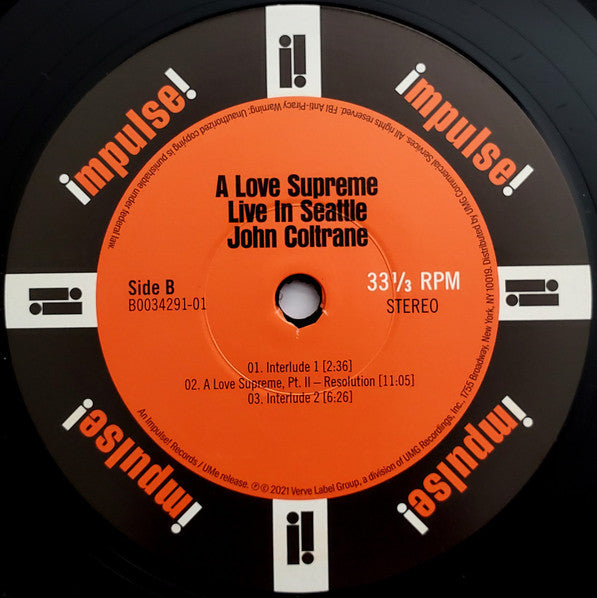 impulse!
impulse!
impulse!
impulse!
A Love Supreme
Live In Seattle
John Coltrane
Side B
B0034291-01
33 1/3 RPM
STEREO
01. Interlude 1 [2:36]
02. A Love Supreme, Pt. II – Resolution [11:05]
03. Interlude 2 [6:26]
An Impulse! Records / UMe release. ℗ © 2021 Verve Label Group, a division of UMG Recordings, Inc., 1755 Broadway, New York, NY 10019. Distributed by UMG Commercial Services. All rights reserved. FBI Anti-Piracy Warning: Unauthorized copying is punishable under federal law.